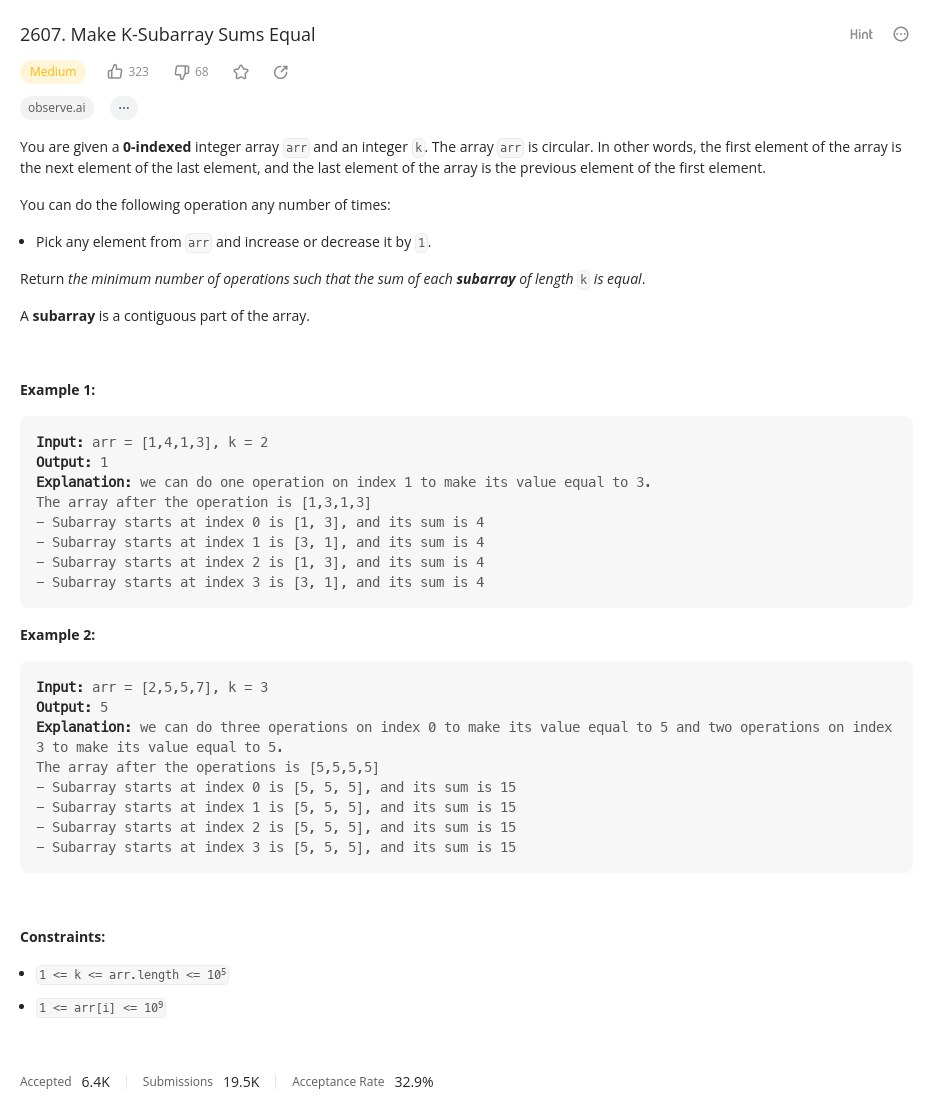 2607. Make K-Subarray Sums Equal
Hint
Medium 323 68
observe.ai ...
You are given a 0-indexed integer array arr and an integer k. The array arr is circular. In other words, the first element of the array is
the next element of the last element, and the last element of the array is the previous element of the first element.
You can do the following operation any number of times:
• Pick any element from arr and increase or decrease it by 1.
Return the minimum number of operations such that the sum of each subarray of length k is equal.
A subarray is a contiguous part of the array.
Example 1:
Input: arr = [1,4,1,3], k = 2
Output: 1
Explanation: we can do one operation on index 1 to make its value equal to 3.
The array after the operation is [1,3,1,3]
– Subarray starts at index 0 is [1, 3], and its sum is 4
– Subarray starts at index 1 is [3, 1], and its sum is 4
– Subarray starts at index 2 is [1, 3], and its sum is 4
– Subarray starts at index 3 is [3, 1], and its sum is 4
Example 2:
Input: arr = [2,5,5,7], k = 3
Output: 5
Explanation: we can do three operations on index 0 to make its value equal to 5 and two operations on index
3 to make its value equal to 5.
The array after the operations is [5,5,5,5]
– Subarray starts at index 0 is [5, 5, 5], and its sum is 15
– Subarray starts at index 1 is [5, 5, 5], and its sum is 15
– Subarray starts at index 2 is [5, 5, 5], and its sum is 15
– Subarray starts at index 3 is [5, 5, 5], and its sum is 15
Constraints:
• 1 <= k <= arr.length <= 10⁵
• 1 <= arr[i] <= 10⁹
Accepted 6.4K Submissions 19.5K Acceptance Rate 32.9%